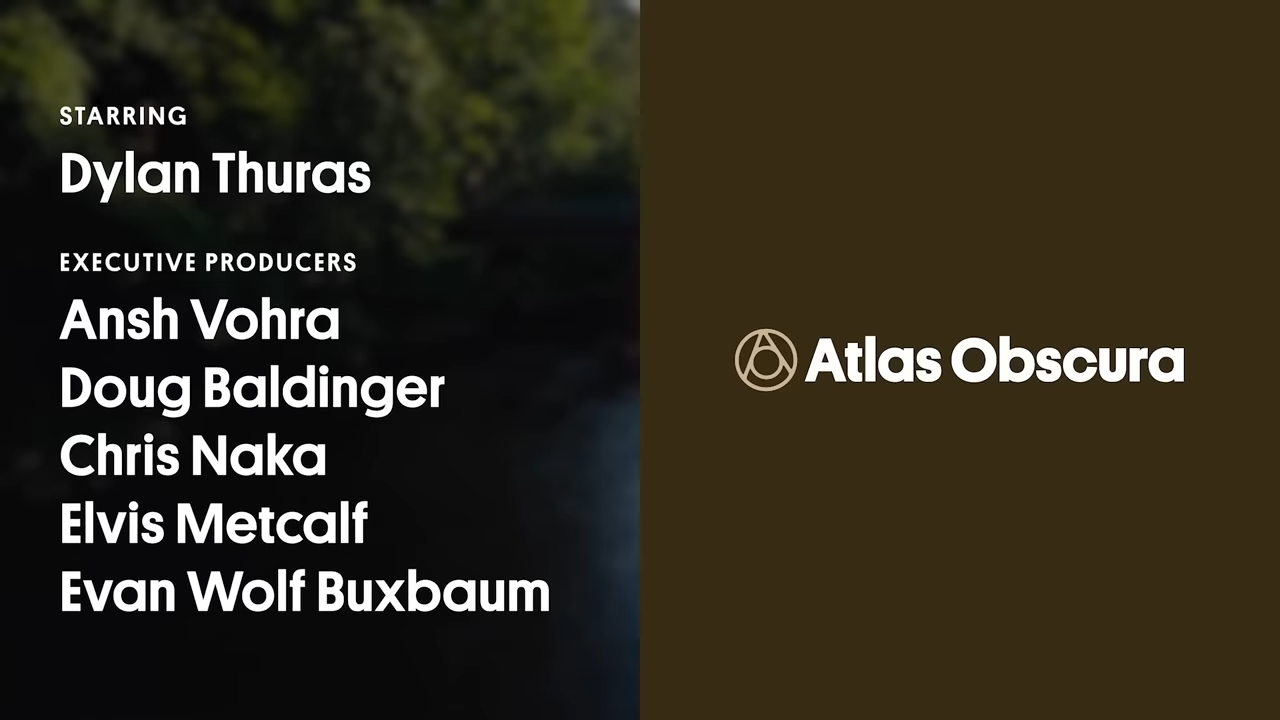 STARRING
Dylan Thuras
EXECUTIVE PRODUCERS
Ansh Vohra
Doug Baldinger
Chris Naka
Elvis Metcalf
Evan Wolf Buxbaum
Atlas Obscura